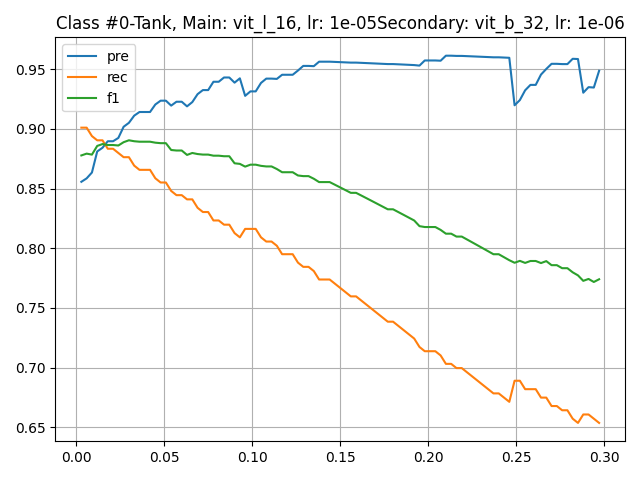 Class #0-Tank, Main: vit_l_16, lr: 1e-05Secondary: vit_b_32, lr: 1e-06
pre
rec
f1
0.95
0.90
0.85
0.80
0.75
0.70
0.65
0.00 0.05 0.10 0.15 0.20 0.25 0.30